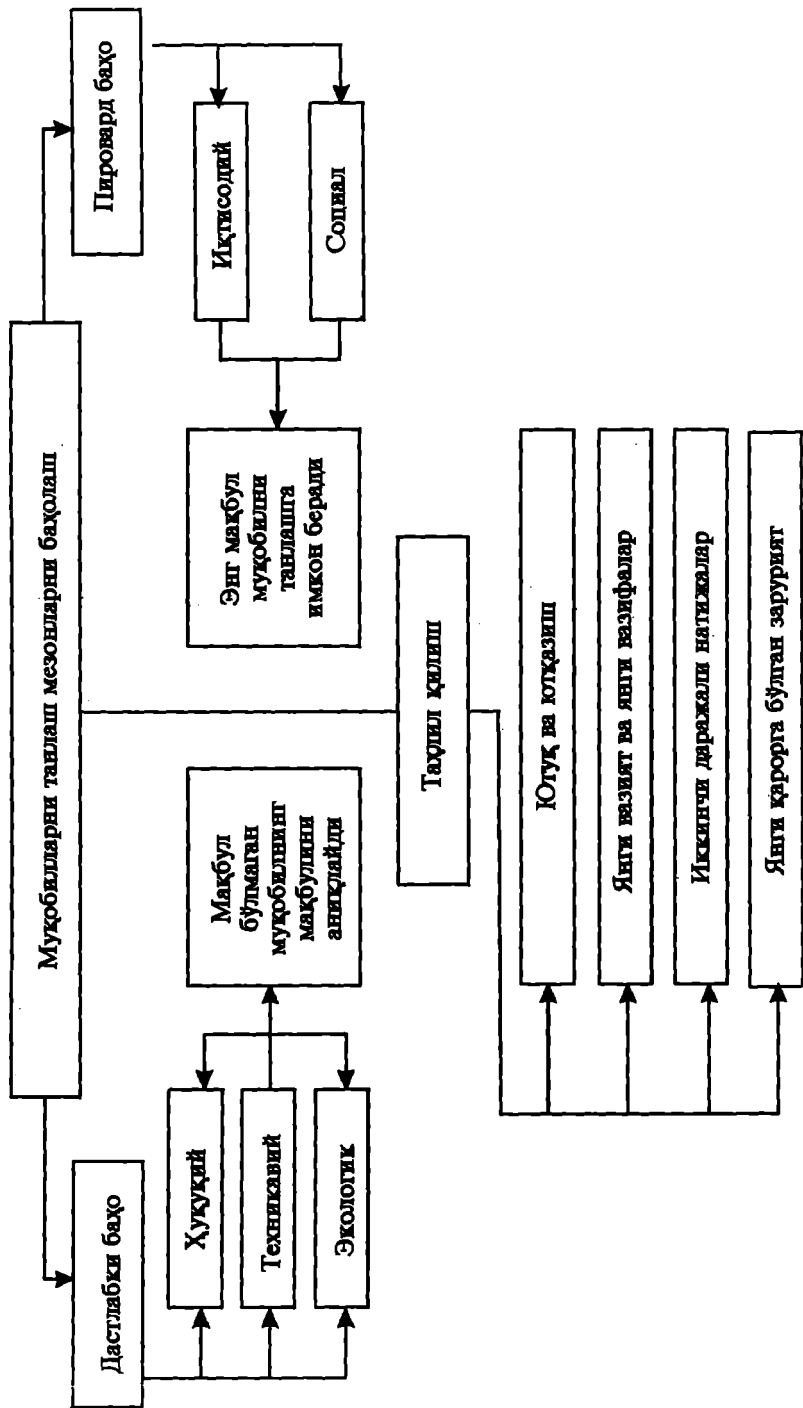 Муқобилларни танлаш мезонларни баҳолаш
Дастлабки баҳо
Пировард баҳо
Ҳуқуқий
Техникавий
Экологик
Мақбул
бўлмаган
муқобилнинг
мақбулини
аниқлайди
Энг мақбул
муқобилни
танлашга
имкон беради
Иқтисодий
Социал
Таҳлил қилиш
Ютуқ ва ютқазиш
Янги вазият ва янги вазифалар
Иккинчи даражали натижалар
Янги қарорга бўлган зарурият